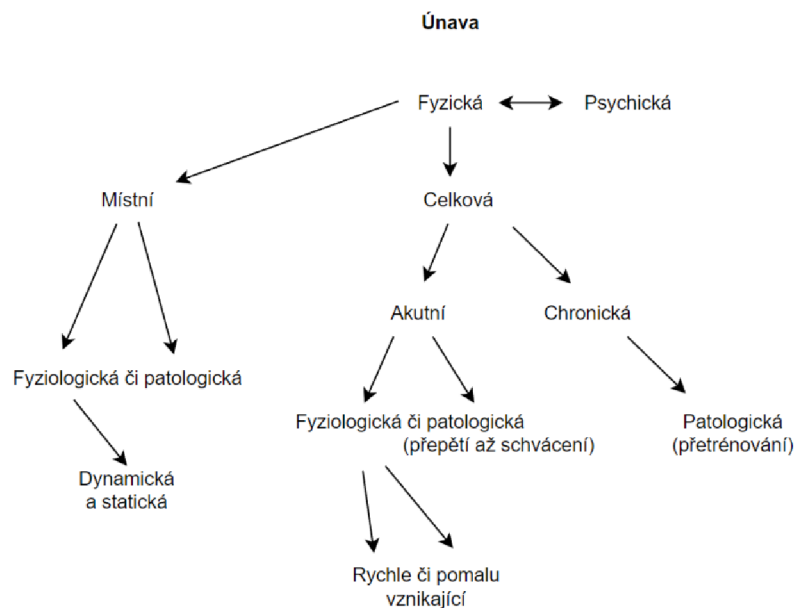 Únava
Fyzická
Psychická
Místní
Celková
Akutní
Chronická
Fyziologická či patologická
Fyziologická či patologická
(přepětí až schvácení)
Patologická
(přetrénování)
Dynamická
a statická
Rychle či pomalu
vznikající